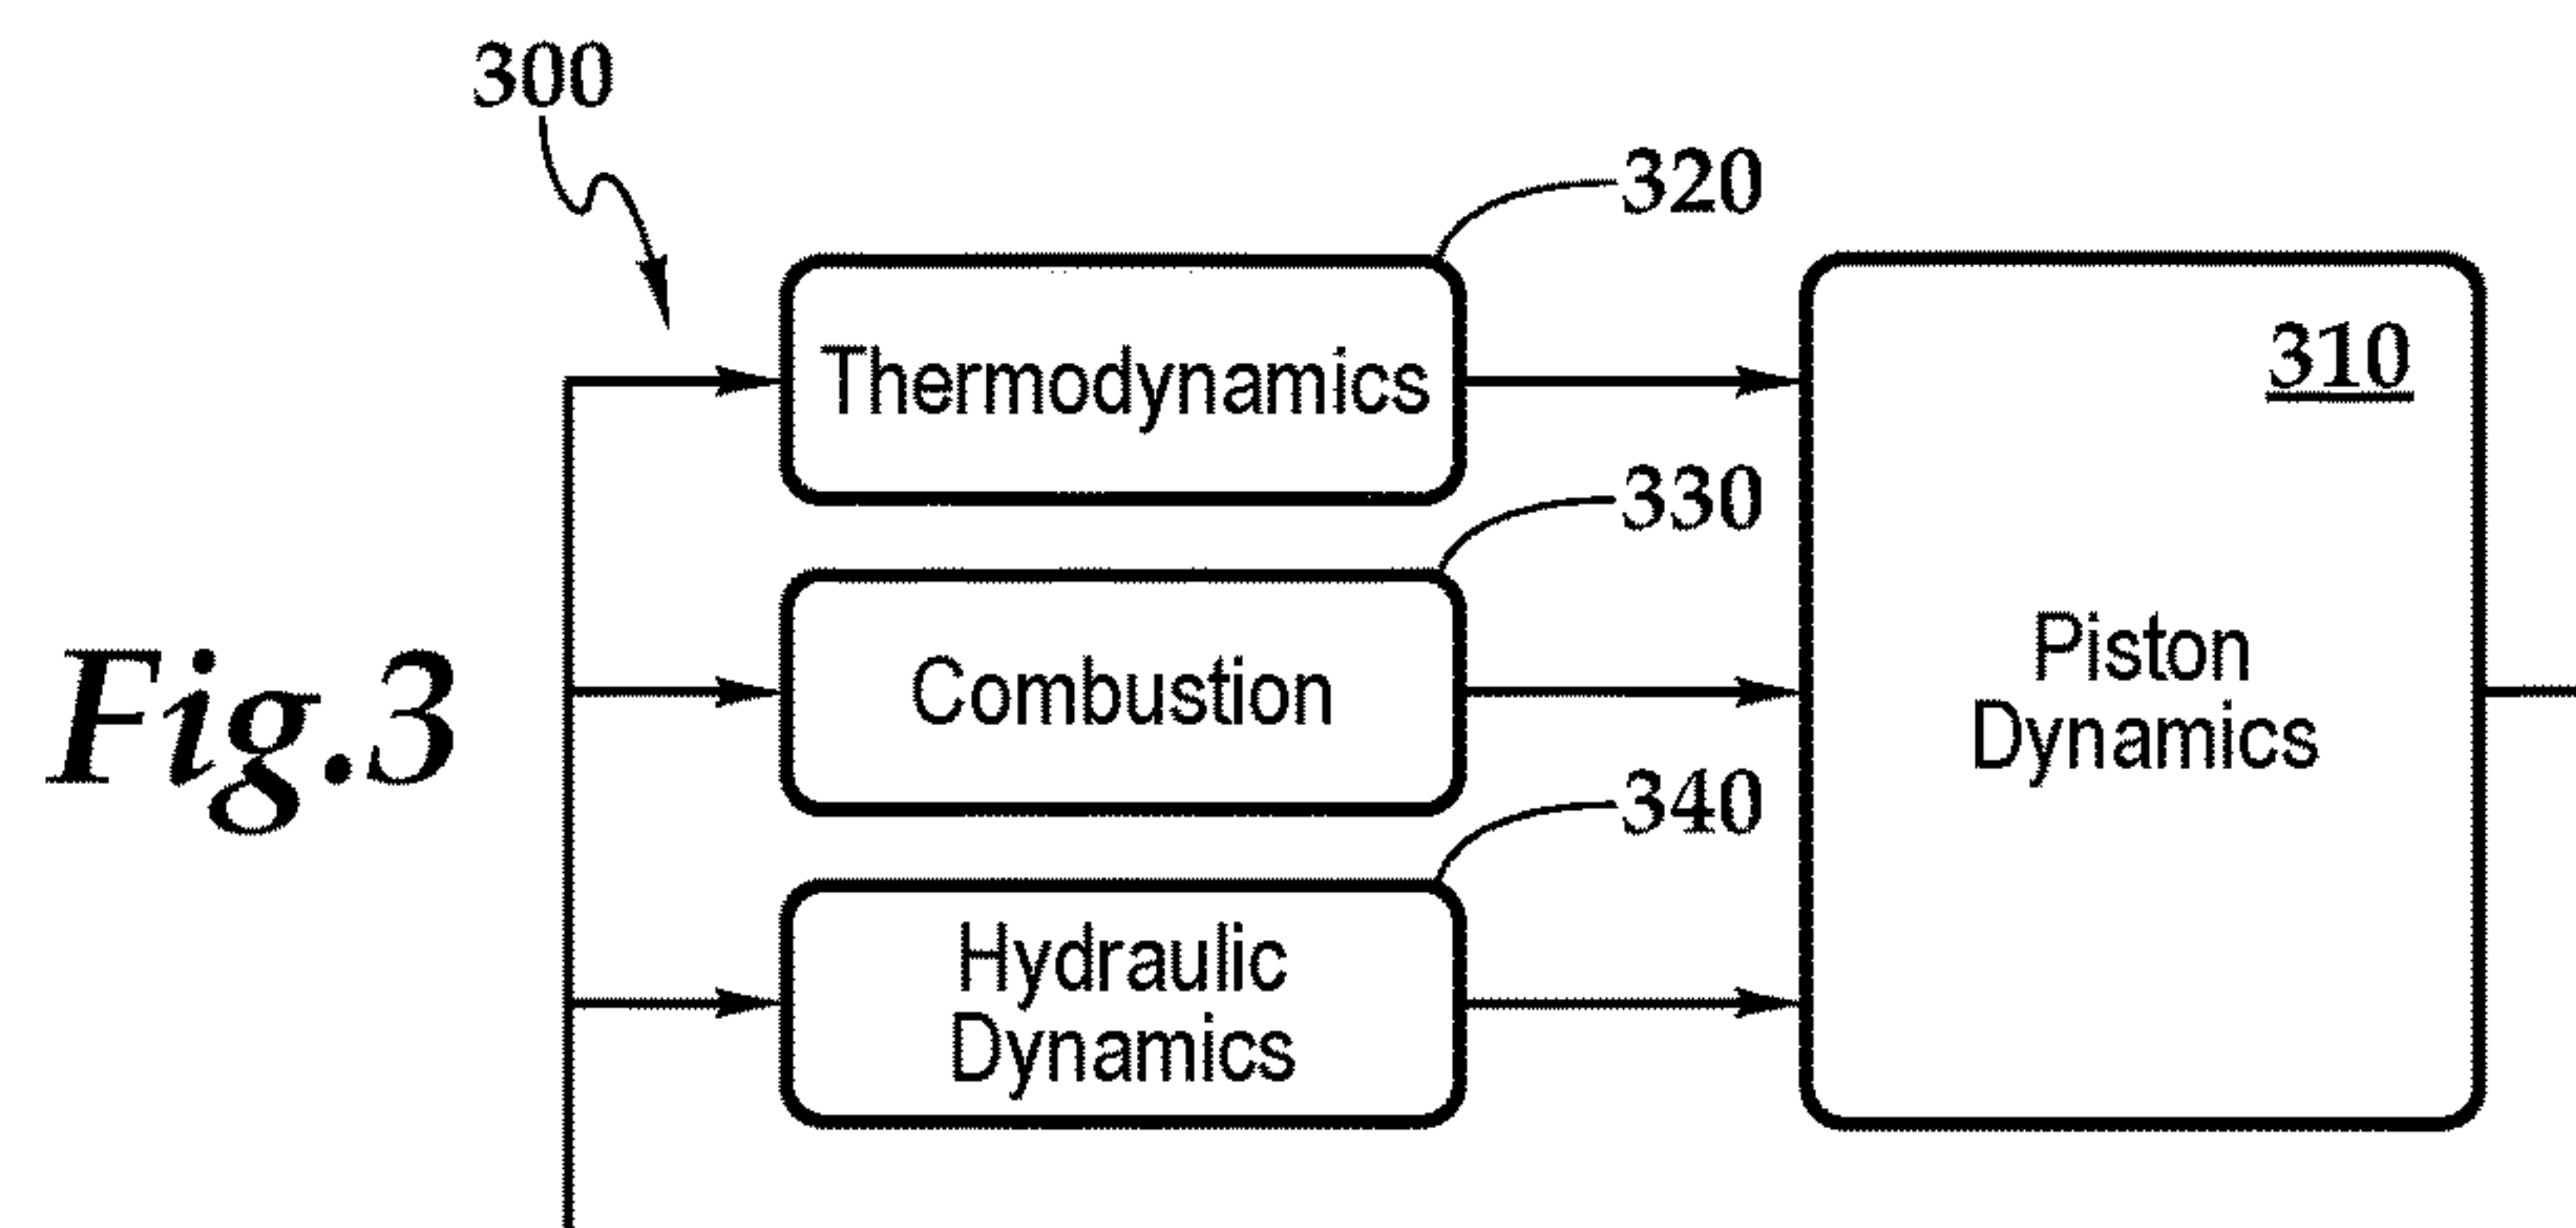 300
320
Thermodynamics
310
330
Combustion
Piston
Dynamics
Fig.3
340
Hydraulic
Dynamics